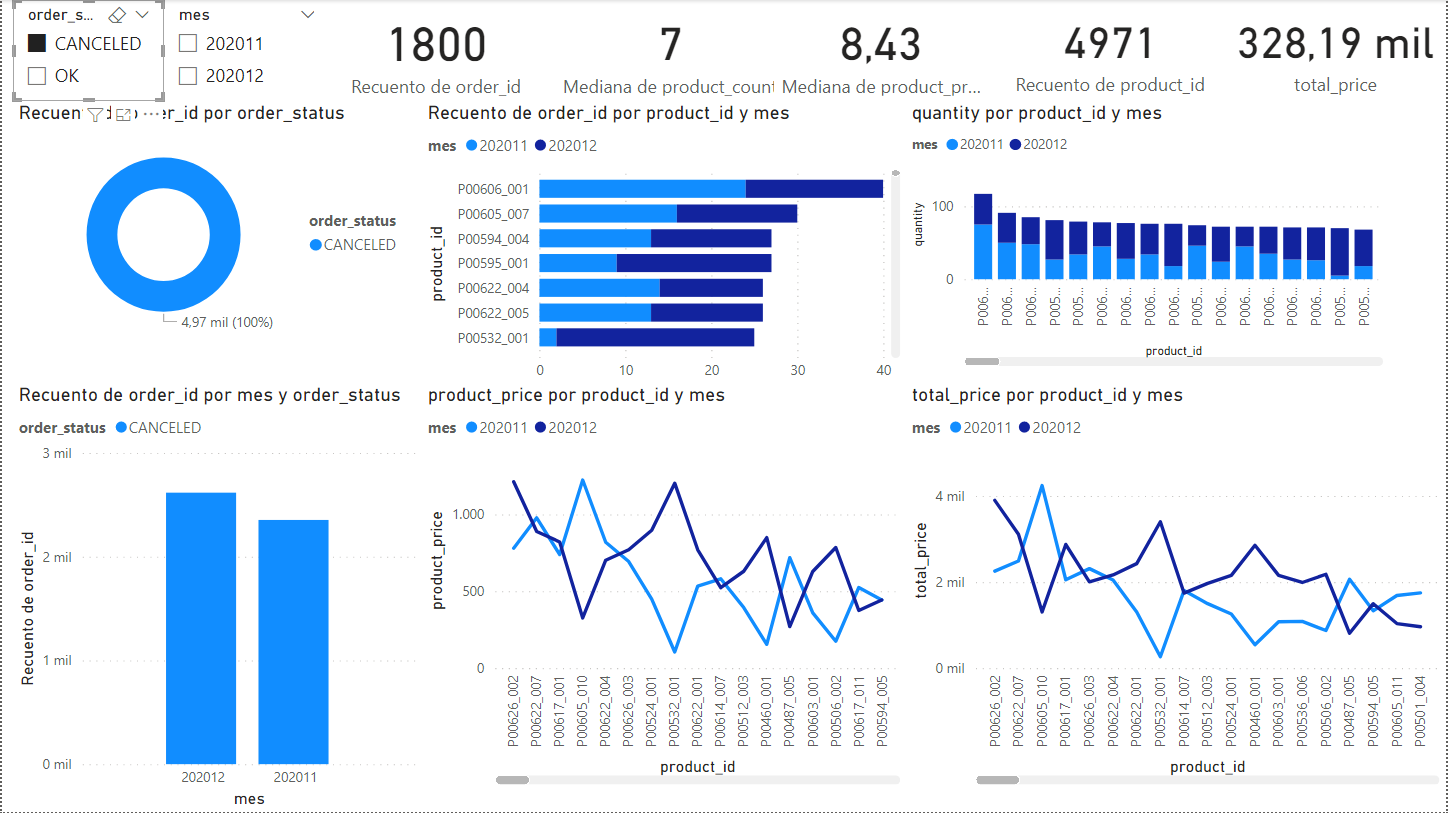 order_s...
CANCELED
OK
mes
202011
202012
1800
Recuento de order_id
7
Mediana de product_count
8,43
Mediana de product_pr...
4971
Recuento de product_id
328,19 mil
total_price
Recuen er_id por order_status
order_status
CANCELED
4,97 mil (100%)
Recuento de order_id por product_id y mes
mes 202011 202012
product_id
P00606_001
P00605_007
P00594_004
P00595_001
P00622_004
P00622_005
P00532_001
0 10 20 30 40
quantity por product_id y mes
mes 202011 202012
quantity
100
0
P006... P006... P006... P005... P005... P006... P006... P006... P006... P005... P006... P006... P006... P006... P006... P005... P005...
product_id
Recuento de order_id por mes y order_status
order_status CANCELED
Recuento de order_id
3 mil
2 mil
1 mil
0 mil
202012 202011
mes
product_price por product_id y mes
mes 202011 202012
product_price
1.000
500
0
P00626_002 P00622_007 P00617_001 P00605_010 P00622_004 P00626_003 P00524_001 P00532_001 P00622_001 P00614_007 P00512_003 P00460_001 P00487_005 P00603_001 P00506_002 P00617_011 P00594_005
product_id
total_price por product_id y mes
mes 202011 202012
total_price
4 mil
2 mil
0 mil
P00626_002 P00622_007 P00605_010 P00617_001 P00626_003 P00622_004 P00622_001 P00532_001 P00614_007 P00512_003 P00524_001 P00460_001 P00603_001 P00536_006 P00506_002 P00487_005 P00594_005 P00605_011 P00501_004
product_id